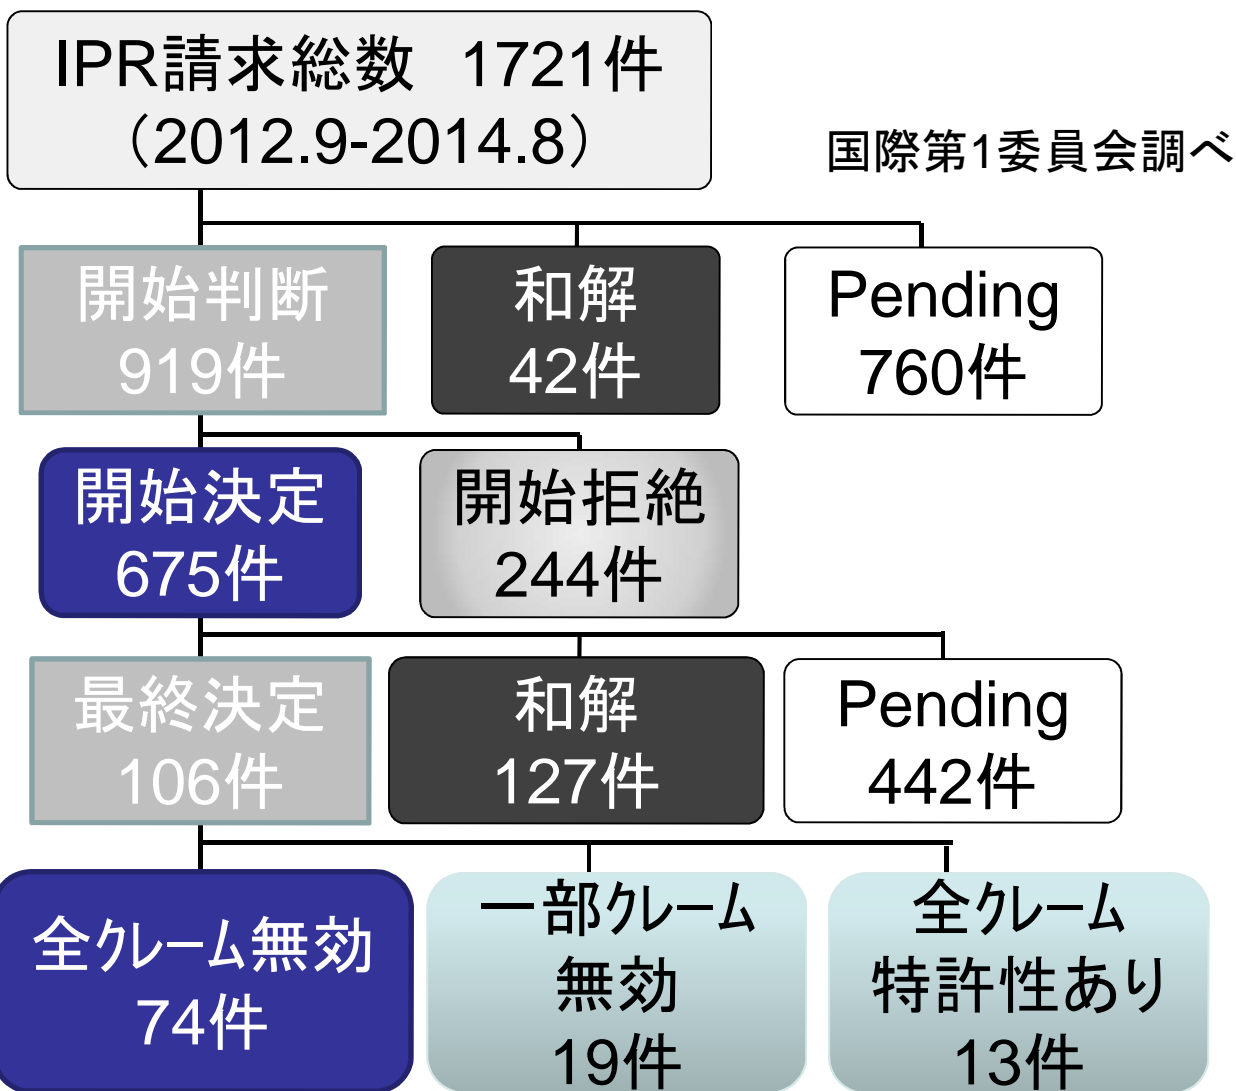 IPR請求総数　1721件
（2012.9-2014.8）
国際第1委員会調べ
開始判断
919件
和解
42件
Pending
760件
開始決定
675件
開始拒絶
244件
最終決定
106件
和解
127件
Pending
442件
全クレーム無効
74件
一部クレーム
無効
19件
全クレーム
特許性あり
13件